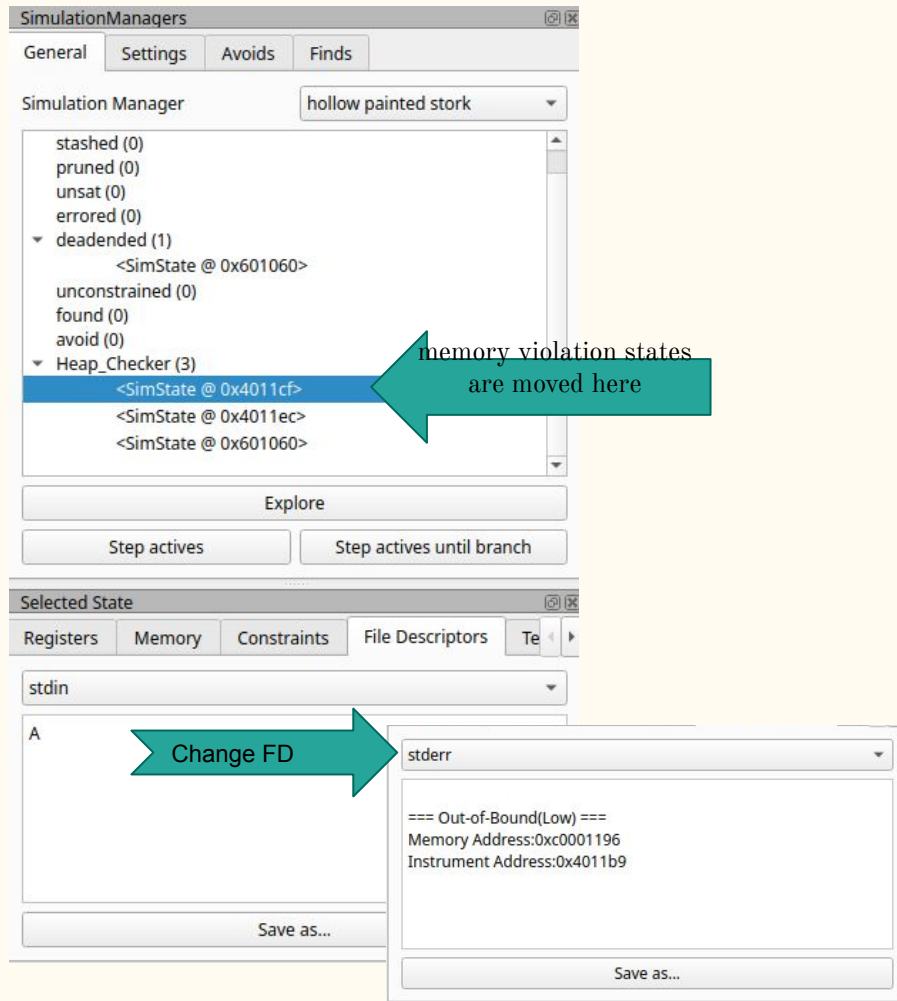 SimulationManagers
General Settings Avoids Finds
Simulation Manager hollow painted stork
stashed (0)
pruned (0)
unsat (0)
errored (0)
deadended (1)
<SimState @ 0x601060>
unconstrained (0)
found (0)
avoid (0)
Heap_Checker (3)
<SimState @ 0x4011cf>
<SimState @ 0x4011ec>
<SimState @ 0x601060>
memory violation states
are moved here
Explore
Step actives Step actives until branch
Selected State
Registers Memory Constraints File Descriptors Te
stdin
A
Save as...
Change FD
stderr
=== Out-of-Bound(Low) ===
Memory Address:0xc0001196
Instrument Address:0x4011b9
Save as...